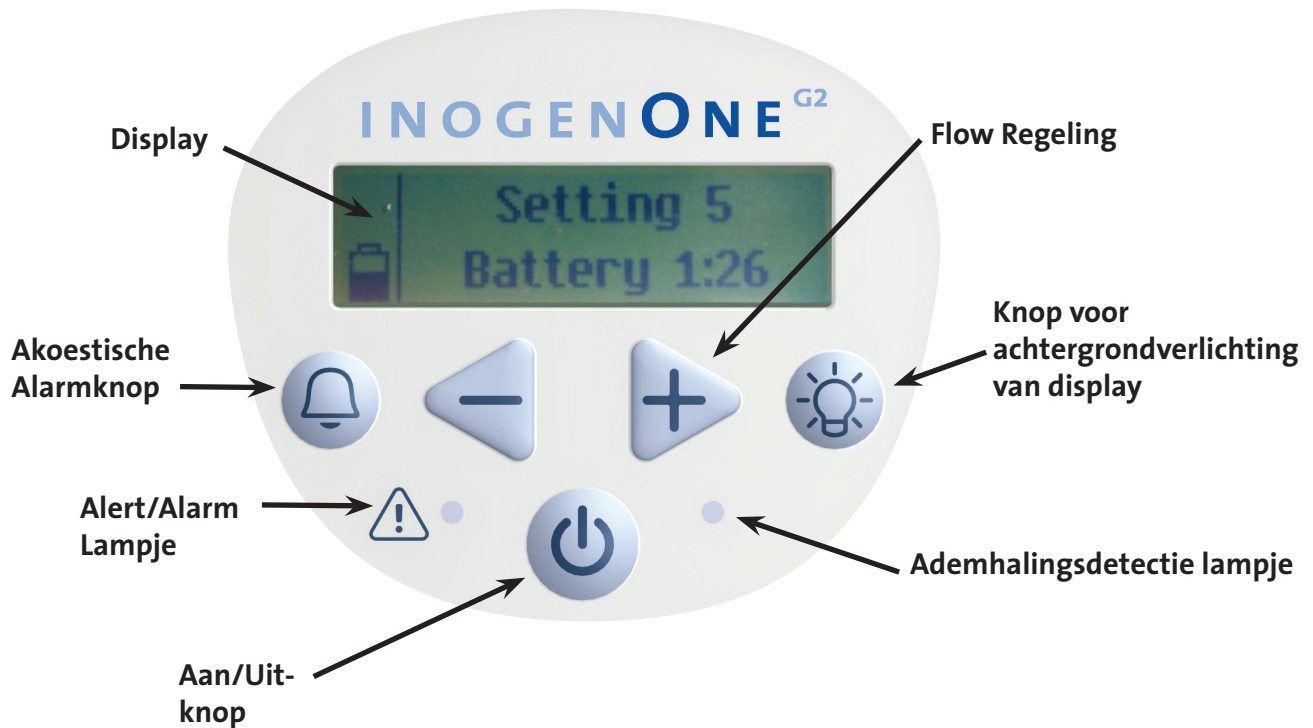 INOGENONE G2
Display
Flow Regeling
Setting 5
Battery 1:26
Akoestische
Alarmknop
Knop voor
achtergrondverlichting
van display
Alert/Alarm
Lampje
Ademhalingsdetectie lampje
Aan/Uit-
knop